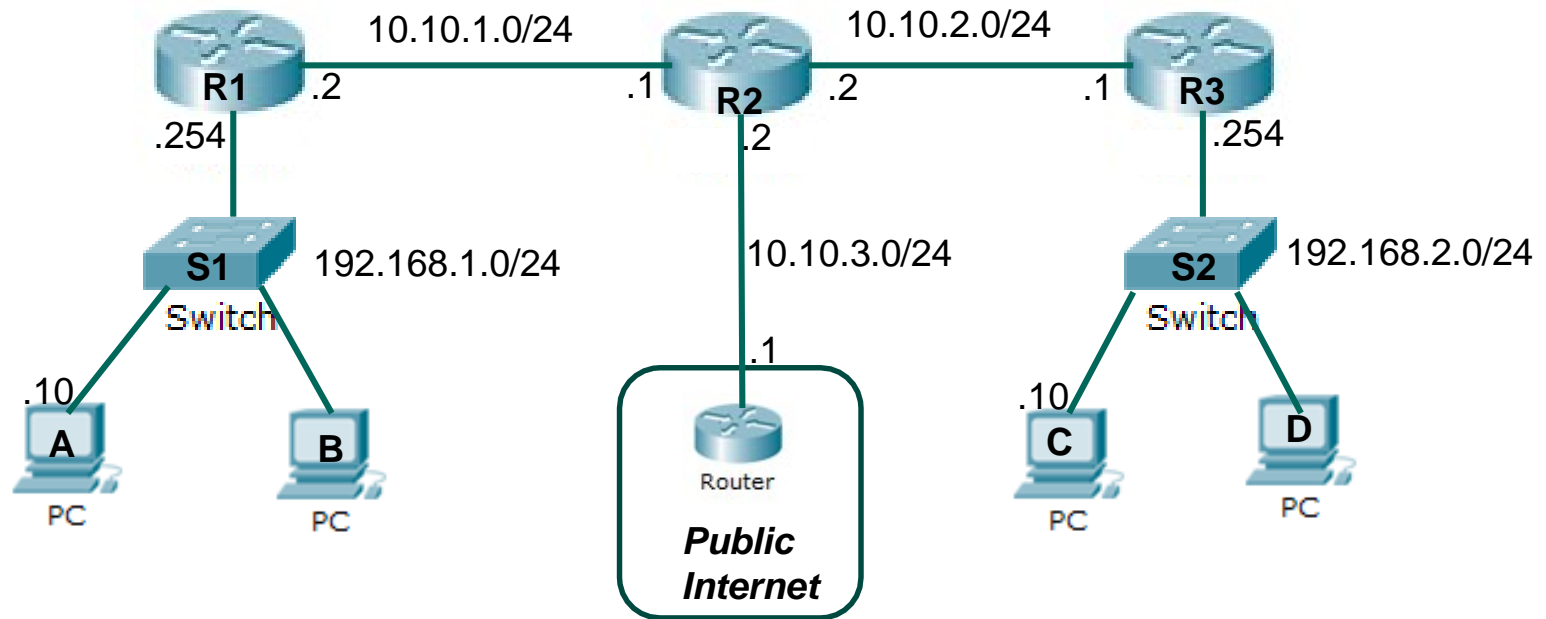 10.10.1.0/24
10.10.2.0/24
R1
.2
.1
R2
.2
.1
R3
.254
.2
.254
S1
192.168.1.0/24
10.10.3.0/24
S2
192.168.2.0/24
Switch
Switch
.1
.10
.10
A
B
C
D
PC
PC
Router
PC
PC
Public
Internet